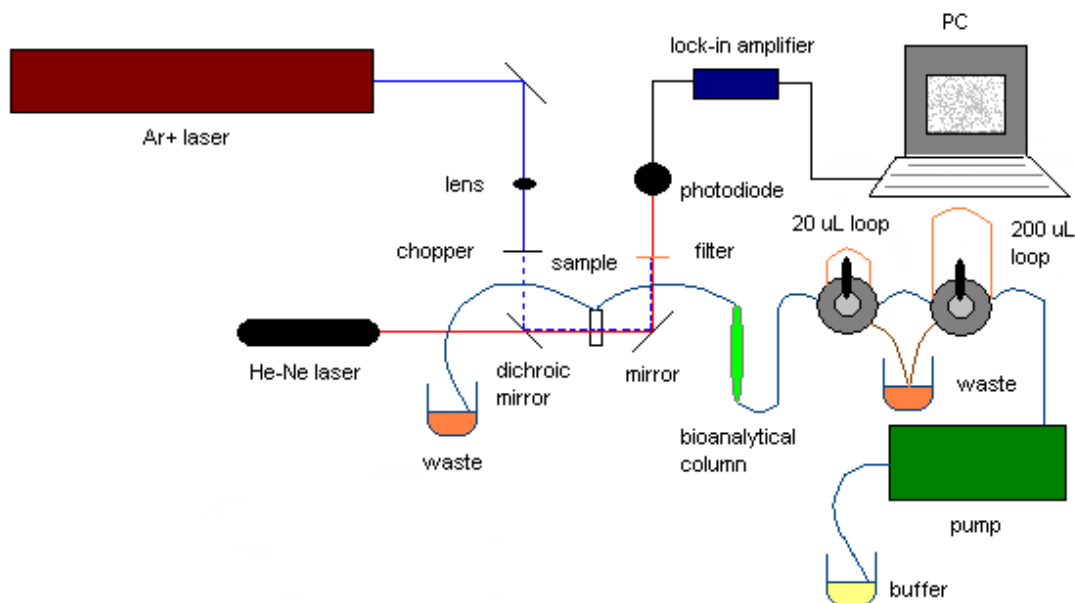 PC
lock-in amplifier
Ar+ laser
lens
photodiode
20 uL loop
200 uL
loop
chopper
sample
filter
He-Ne laser
dichroic
mirror
mirror
waste
waste
bioanalytical
column
pump
buffer